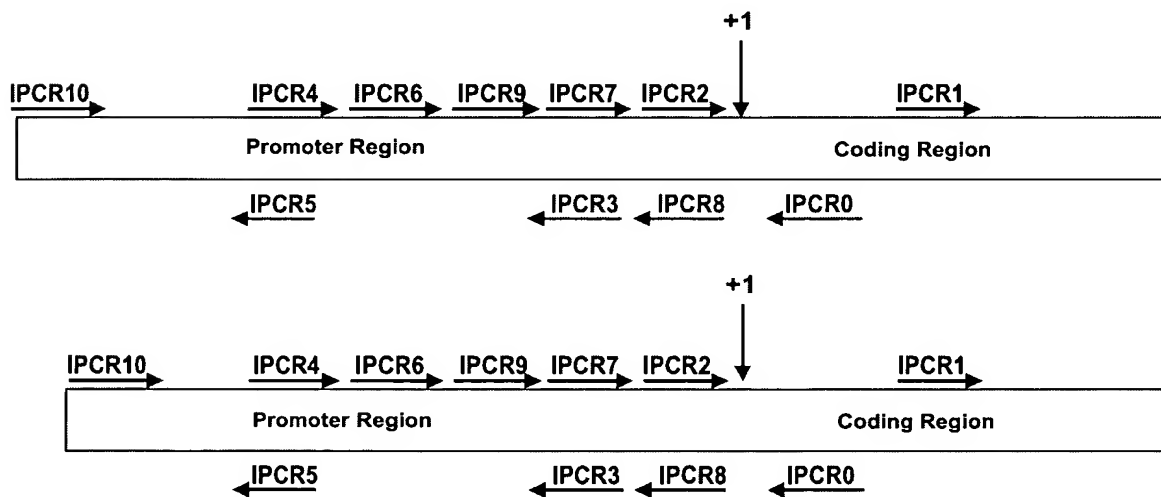 +1
IPCR10 IPCR4 IPCR6 IPCR9 IPCR7 IPCR2 IPCR1
Promoter Region Coding Region
IPCR5 IPCR3 IPCR8 IPCR0
+1
IPCR10 IPCR4 IPCR6 IPCR9 IPCR7 IPCR2 IPCR1
Promoter Region Coding Region
IPCR5 IPCR3 IPCR8 IPCR0